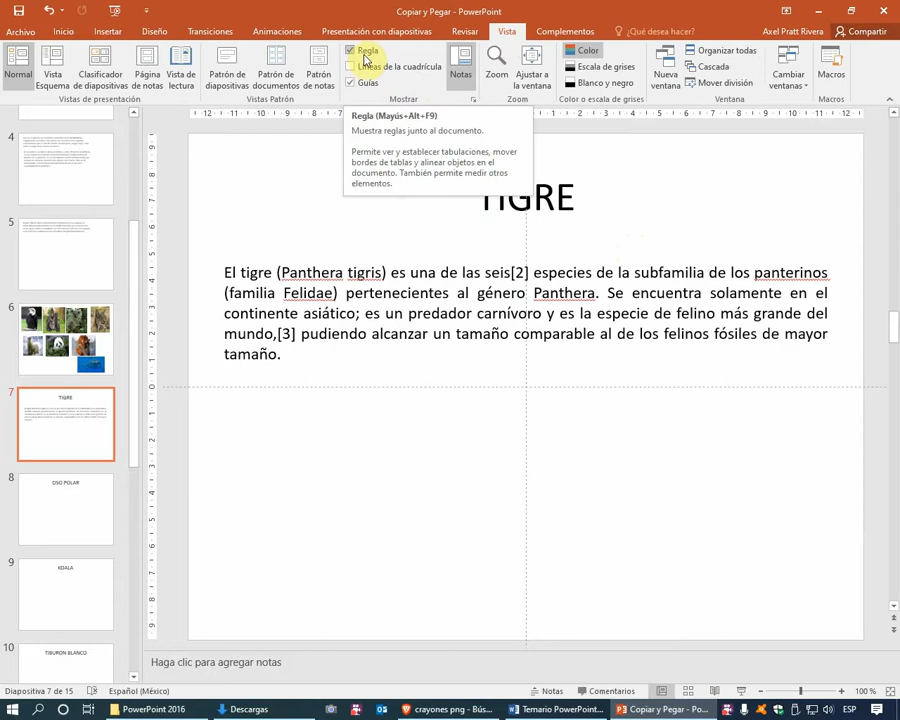 Copiar y Pegar - PowerPoint
Archivo Inicio Insertar Diseño Transiciones Animaciones Presentación con diapositivas Revisar Vista Complementos ¿Qué desea hacer? Axel Pratt Rivera Compartir
Normal
Vista Esquema
Clasificador de diapositivas
Página de notas
Vista de lectura
Vistas de presentación
Patrón de diapositivas
Patrón de documentos
Patrón de notas
Vistas Patrón
Regla
Líneas de la cuadrícula
Guías
Mostrar
Notas
Zoom
Ajustar a la ventana
Zoom
Color
Escala de grises
Blanco y negro
Color o escala de grises
Nueva ventana
Organizar todas
Cascada
Mover división
Ventana
Cambiar ventanas
Macros
Macros
Regla (Mayús+Alt+F9)
Muestra reglas junto al documento.
Permite ver y establecer tabulaciones, mover
bordes de tablas y alinear objetos en el
documento. También permite medir otros
elementos.
4
5
6
7
TIGRE
8
OSO POLAR
9
KOALA
10
TIBURON BLANCO
TIGRE
El tigre (Panthera tigris) es una de las seis[2] especies de la subfamilia de los panterinos
(familia Felidae) pertenecientes al género Panthera. Se encuentra solamente en el
continente asiático; es un predador carnívoro y es la especie de felino más grande del
mundo,[3] pudiendo alcanzar un tamaño comparable al de los felinos fósiles de mayor
tamaño.
Haga clic para agregar notas
Diapositiva 7 de 15 Español (México) Notas Comentarios 100 %
PowerPoint 2016 Descargas crayones png - Bús... Temario PowerPoint... Copiar y Pegar - Po... ESP